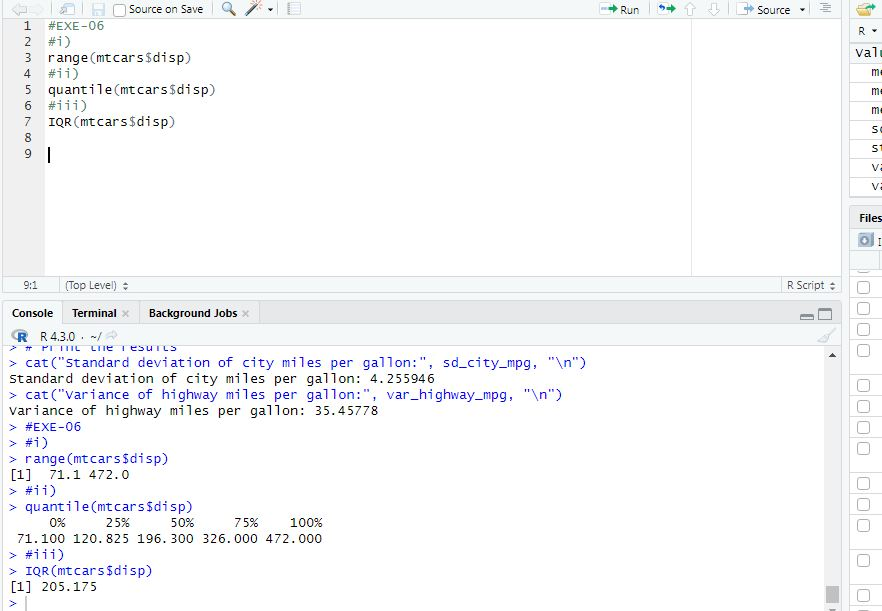 Source on Save
Run
Source
1 #EXE-06
2 #i)
3 range(mtcars$disp)
4 #ii)
5 quantile(mtcars$disp)
6 #iii)
7 IQR(mtcars$disp)
8
9
R
Valu
me
me
me
sd
st
va
va
Files
9:1 (Top Level) R Script
Console Terminal Background Jobs
R 4.3.0 · ~/
> # Print the results
> cat("Standard deviation of city miles per gallon:", sd_city_mpg, "\n")
Standard deviation of city miles per gallon: 4.255946
> cat("Variance of highway miles per gallon:", var_highway_mpg, "\n")
Variance of highway miles per gallon: 35.45778
> #EXE-06
> #i)
> range(mtcars$disp)
[1]  71.1 472.0
> #ii)
> quantile(mtcars$disp)
     0%     25%     50%     75%    100%
 71.100 120.825 196.300 326.000 472.000
> #iii)
> IQR(mtcars$disp)
[1] 205.175
>